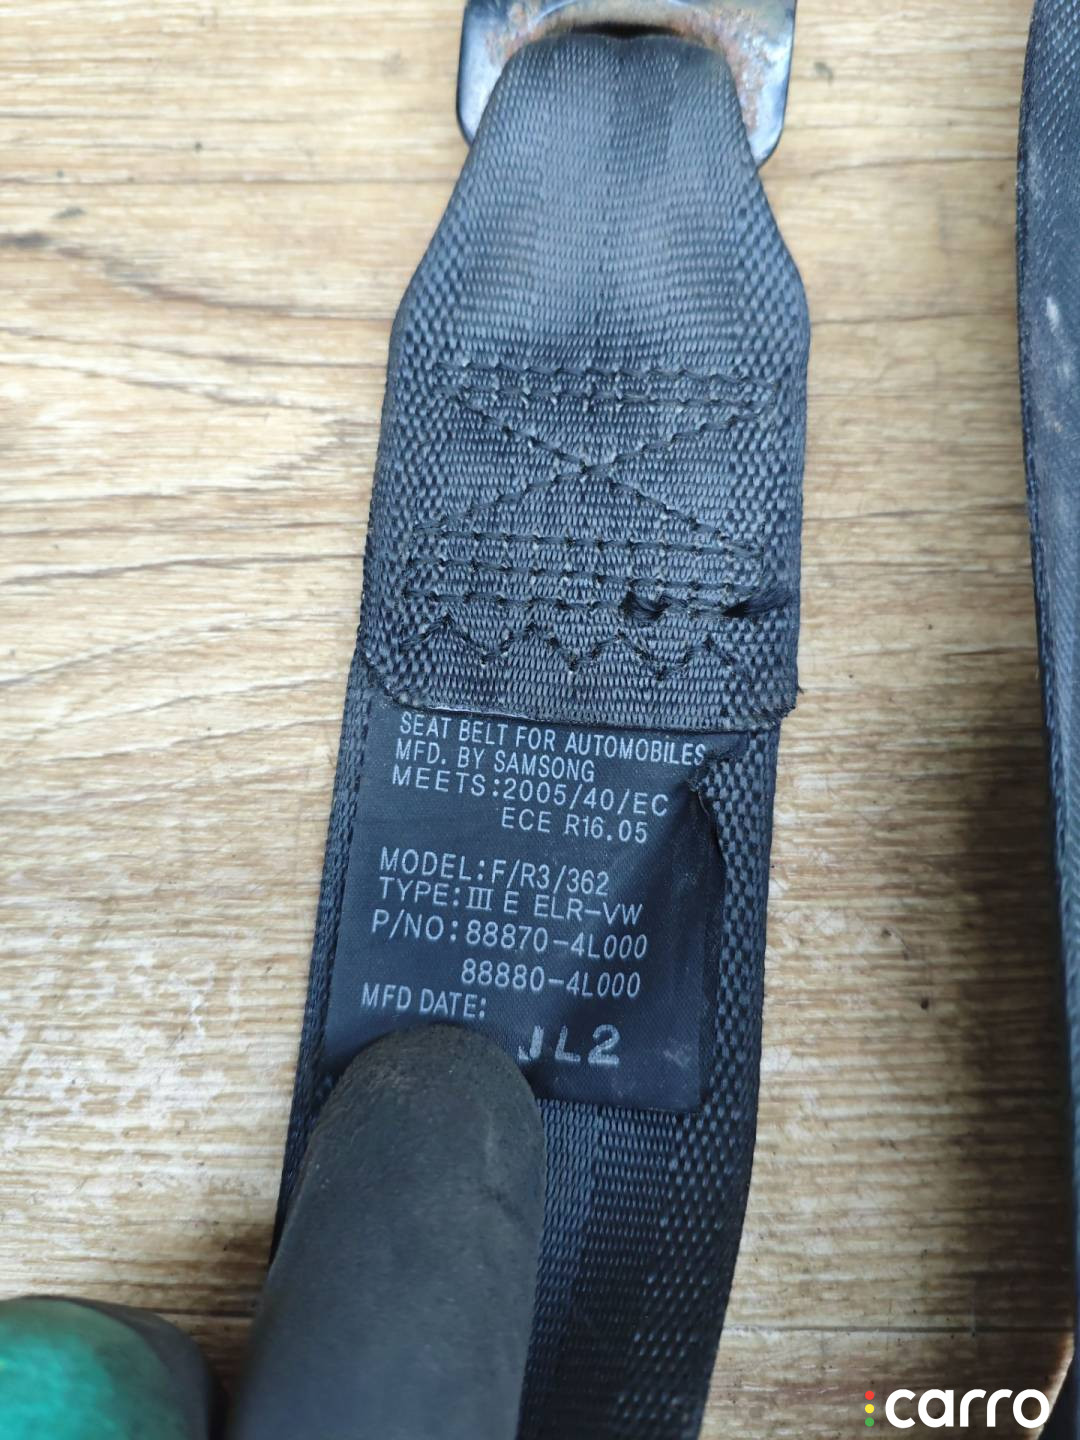 SEAT BELT FOR AUTOMOBILES
MFD. BY SAMSONG
MEETS:2005/40/EC
ECE R16.05
MODEL:F/R3/362
TYPE:Ⅲ E ELR-VW
P/NO:88870-4L000
88880-4L000
MFD DATE:
JL2
carro